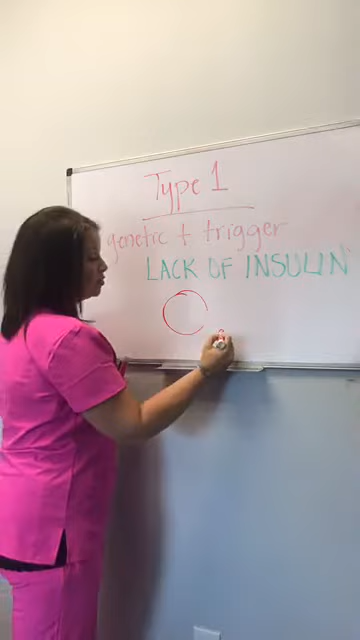 Type 1
genetic + trigger
LACK OF INSULIN